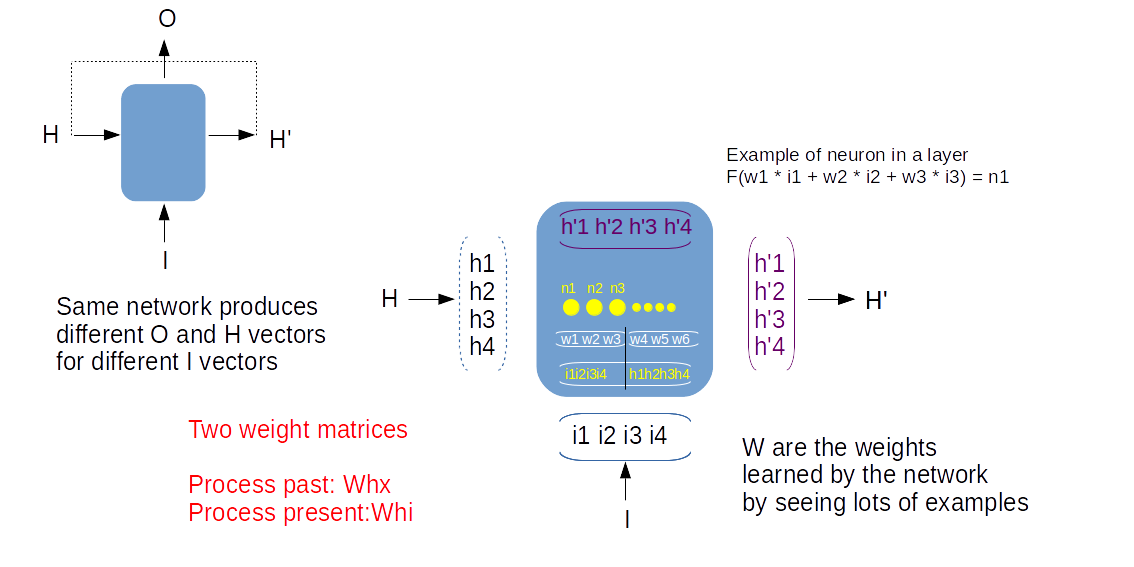 O
H
H'
I
Same network produces
different O and H vectors
for different I vectors
Example of neuron in a layer
F(w1 * i1 + w2 * i2 + w3 * i3) = n1
H
h1
h2
h3
h4
h'1 h'2 h'3 h'4
n1 n2 n3
w1 w2 w3 w4 w5 w6
i1i2i3i4 h1h2h3h4
i1 i2 i3 i4
I
h'1
h'2
h'3
h'4
H'
Two weight matrices
Process past: Whx
Process present:Whi
W are the weights
learned by the network
by seeing lots of examples